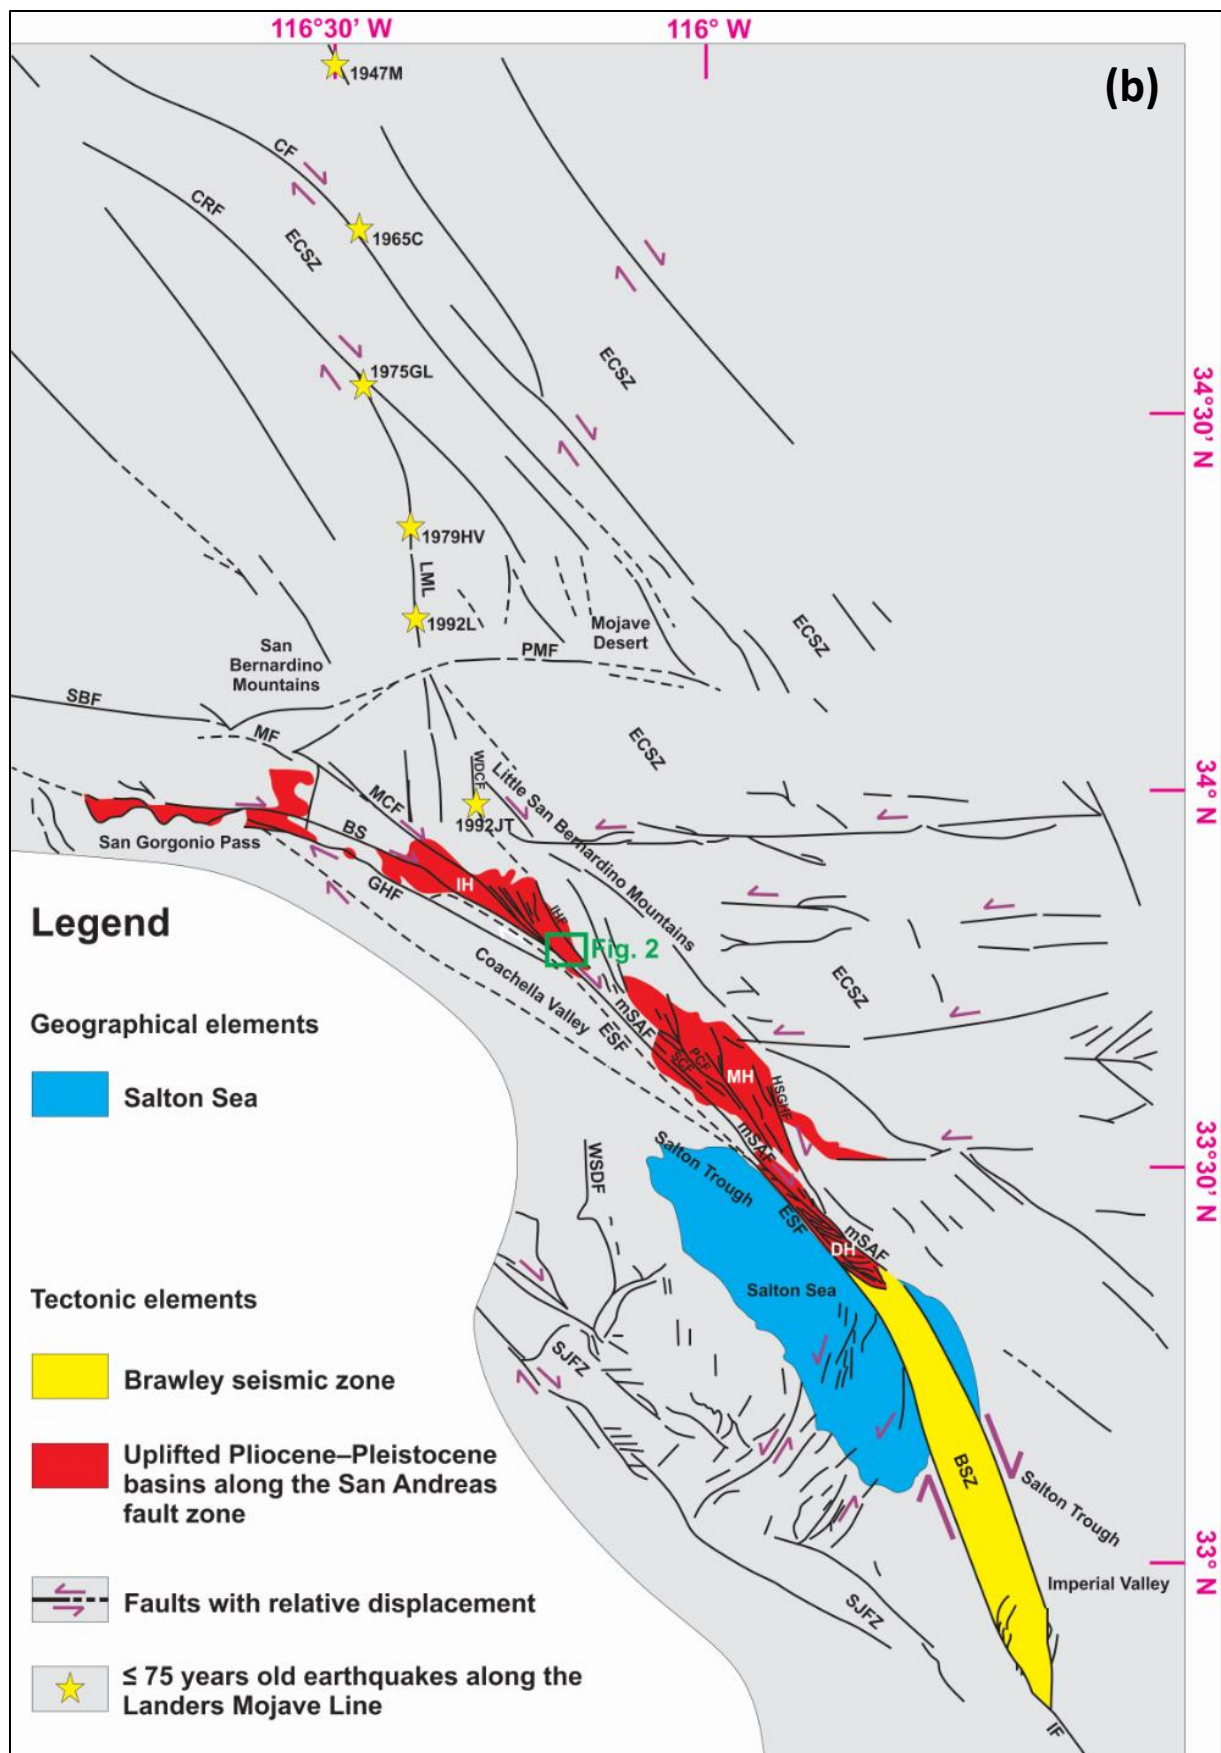 116°30’ W
116° W
(b)
1947M
CF
CRF
ECSZ
1965C
ECSZ
1975GL
34°30’ N
1979HV
LML
1992L
Mojave
Desert
ECSZ
PMF
San
Bernardino
Mountains
SBF
MF
ECSZ
WDCF
Little San Bernardino Mountains
34° N
MCF
1992JT
BS
San Gorgonio Pass
GHF
IH
IHF
Fig. 2
Coachella Valley
ECSZ
mSAF
ESF
PCF
SCF
MH
HSGHF
mSAF
Salton Trough
33°30’ N
WSDF
ESF
mSAF
DH
Salton Sea
SJFZ
BSZ
Salton Trough
Imperial Valley
33° N
SJFZ
IF
Legend
Geographical elements
Salton Sea
Tectonic elements
Brawley seismic zone
Uplifted Pliocene–Pleistocene
basins along the San Andreas
fault zone
Faults with relative displacement
≤ 75 years old earthquakes along the
Landers Mojave Line